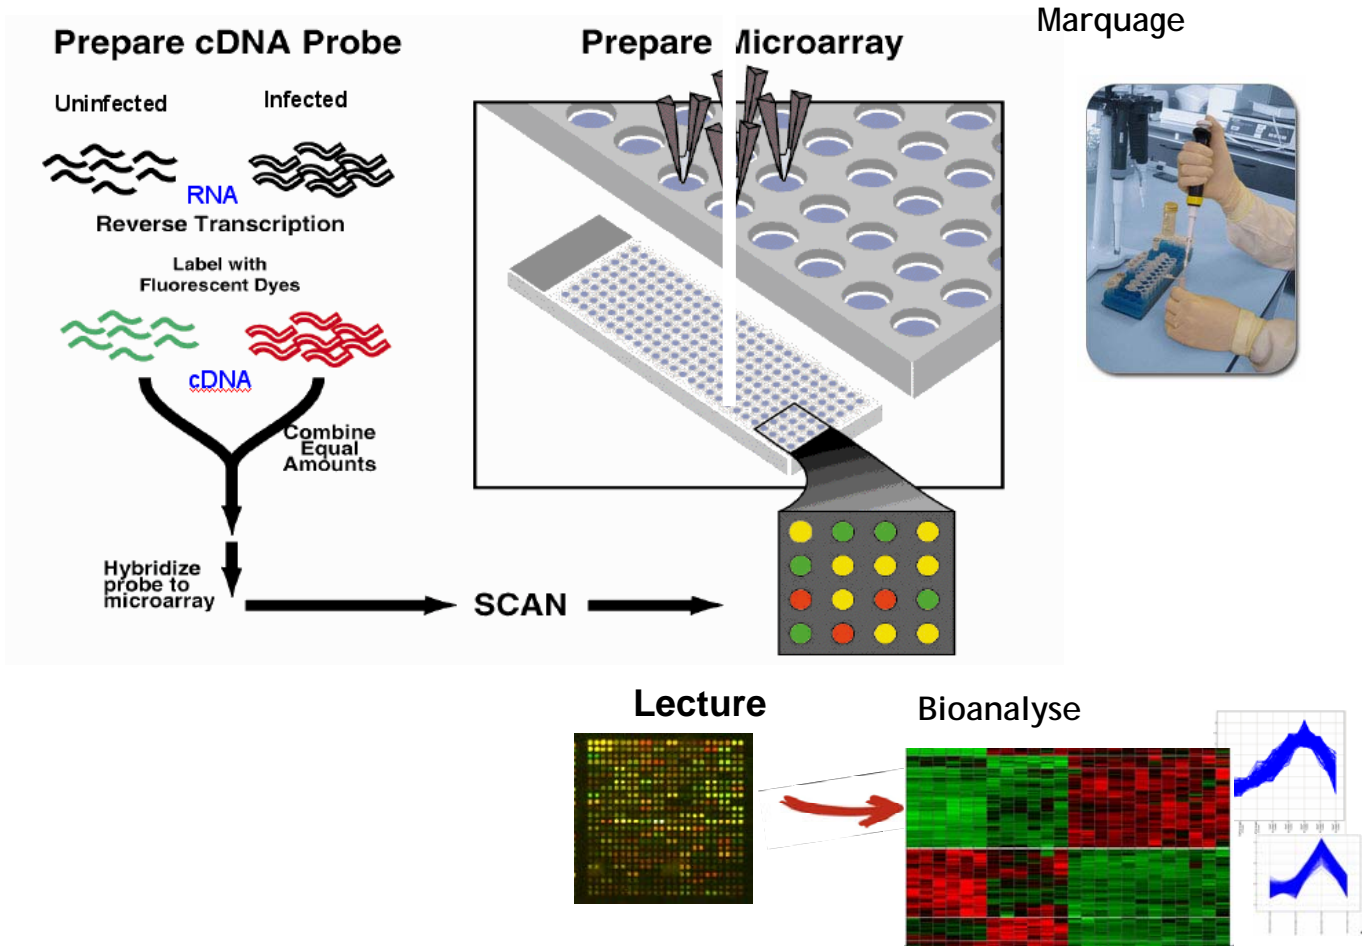 Marquage
Prepare cDNA Probe
Prepare Microarray
Uninfected
Infected
RNA
Reverse Transcription
Label with
Fluorescent Dyes
cDNA
Combine
Equal
Amounts
Hybridize
probe to
microarray
SCAN
Lecture
Bioanalyse